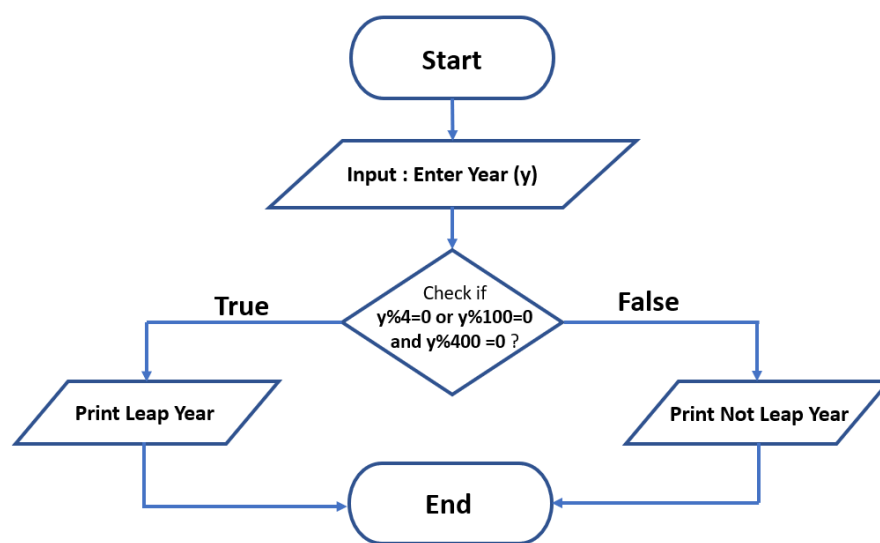 Start
Input : Enter Year (y)
Check if
y%4=0 or y%100=0
and y%400 =0 ?
True
False
Print Leap Year
Print Not Leap Year
End